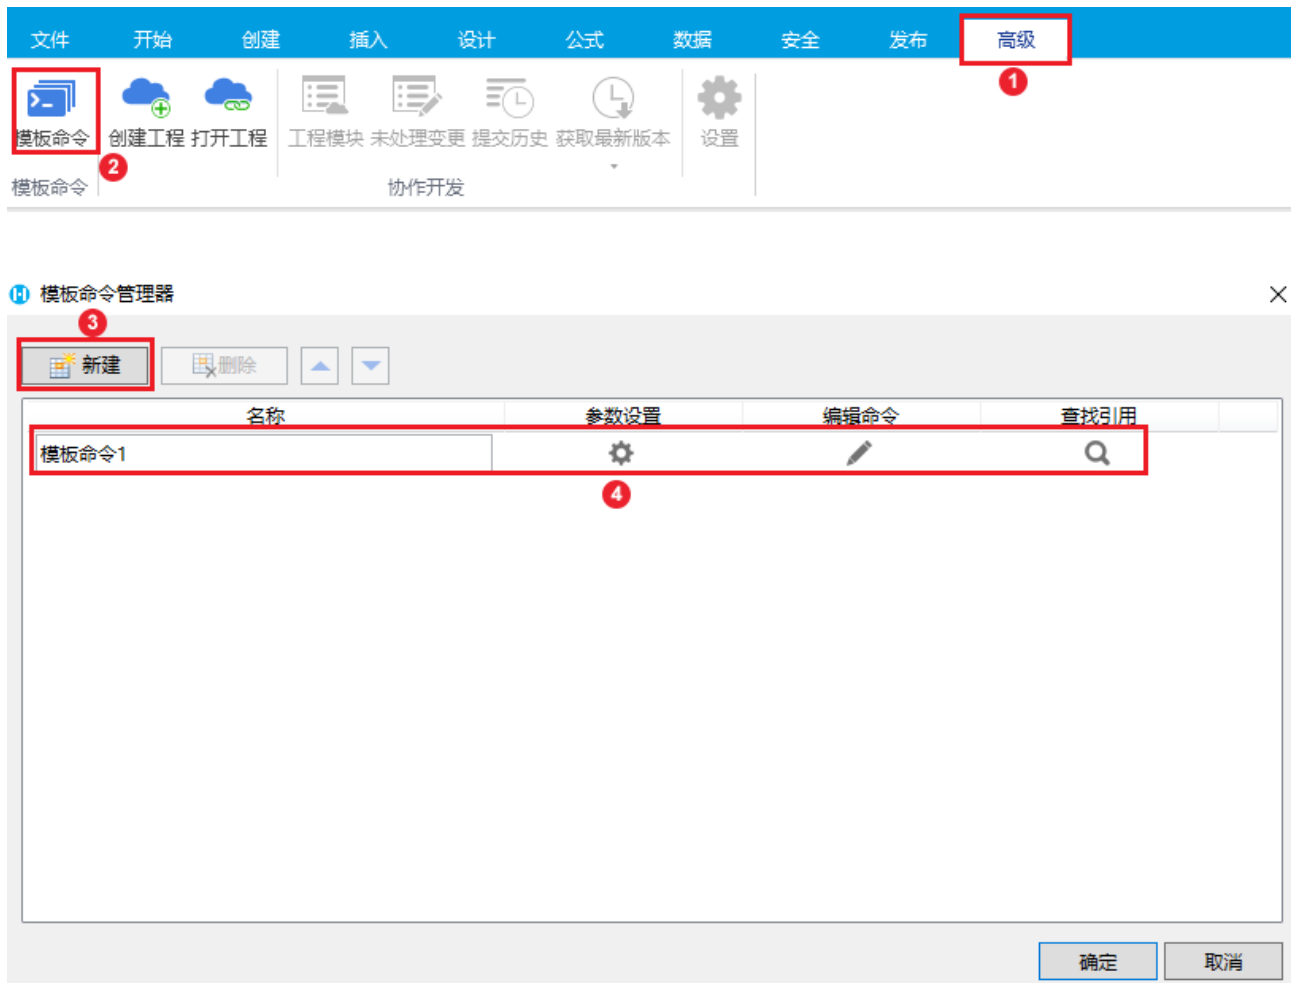 文件 开始 创建 插入 设计 公式 数据 安全 发布 高级
1
模板命令 创建工程 打开工程 工程模块 未处理变更 提交历史 获取最新版本 设置
2
模板命令 协作开发
模板命令管理器
3
新建 删除
名称 参数设置 编辑命令 查找引用
模板命令1
4
确定 取消